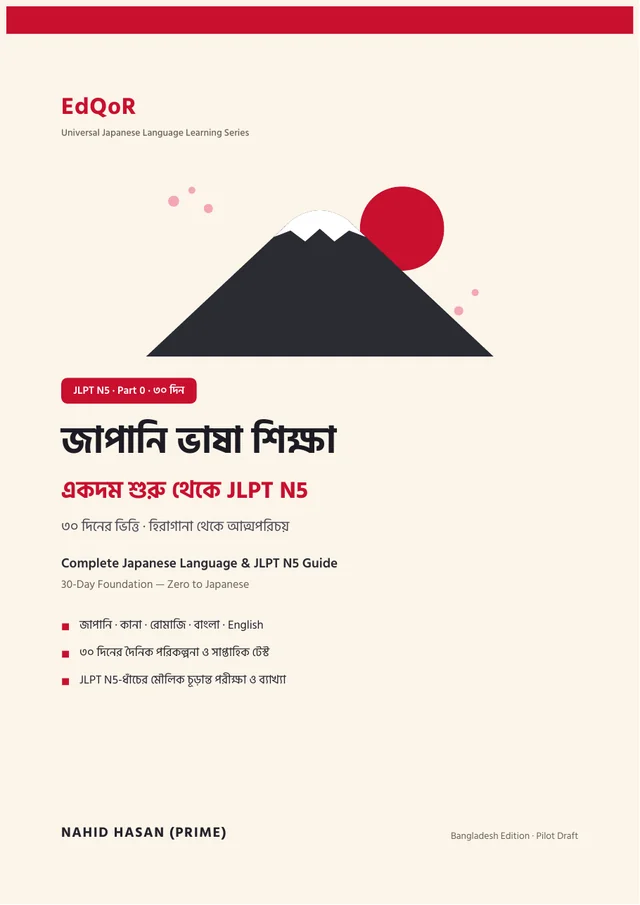 EdQoR
Universal Japanese Language Learning Series
JLPT N5 · Part 0 · ৩০ দিন
জাপানি ভাষা শিক্ষা
একদম শুরু থেকে JLPT N5
৩০ দিনের ভিত্তি · হিরাগানা থেকে আত্মপরিচয়
Complete Japanese Language & JLPT N5 Guide
30-Day Foundation — Zero to Japanese
জাপানি · কানা · রোমাজি · বাংলা · English
৩০ দিনের দৈনিক পরিকল্পনা ও সাপ্তাহিক টেস্ট
JLPT N5-ধাঁচের মৌলিক চূড়ান্ত পরীক্ষা ও ব্যাখ্যা
NAHID HASAN (PRIME)
Bangladesh Edition · Pilot Draft